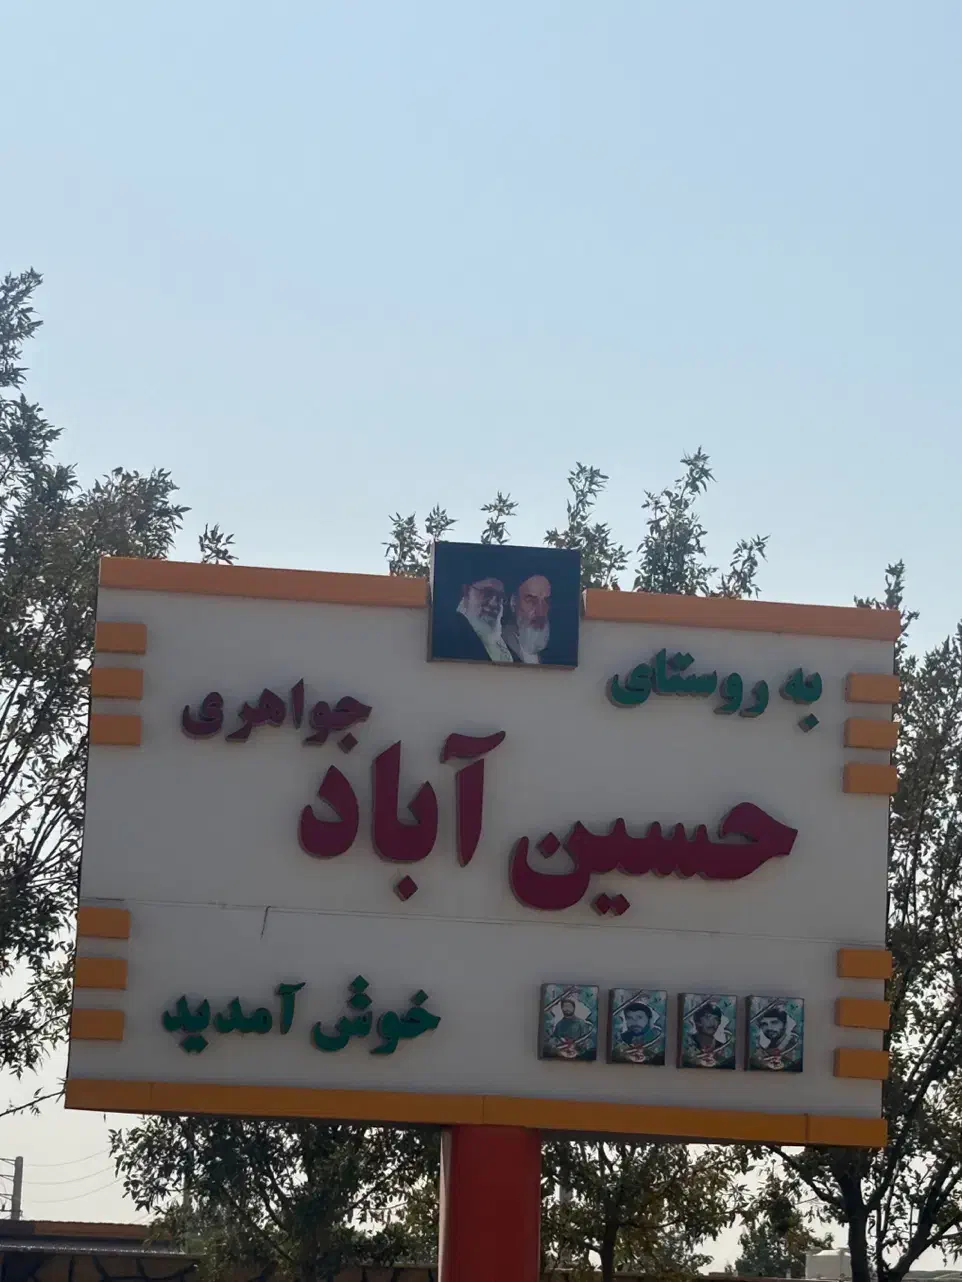 به روستای
حسین آباد
جواهری
خوش آمدید